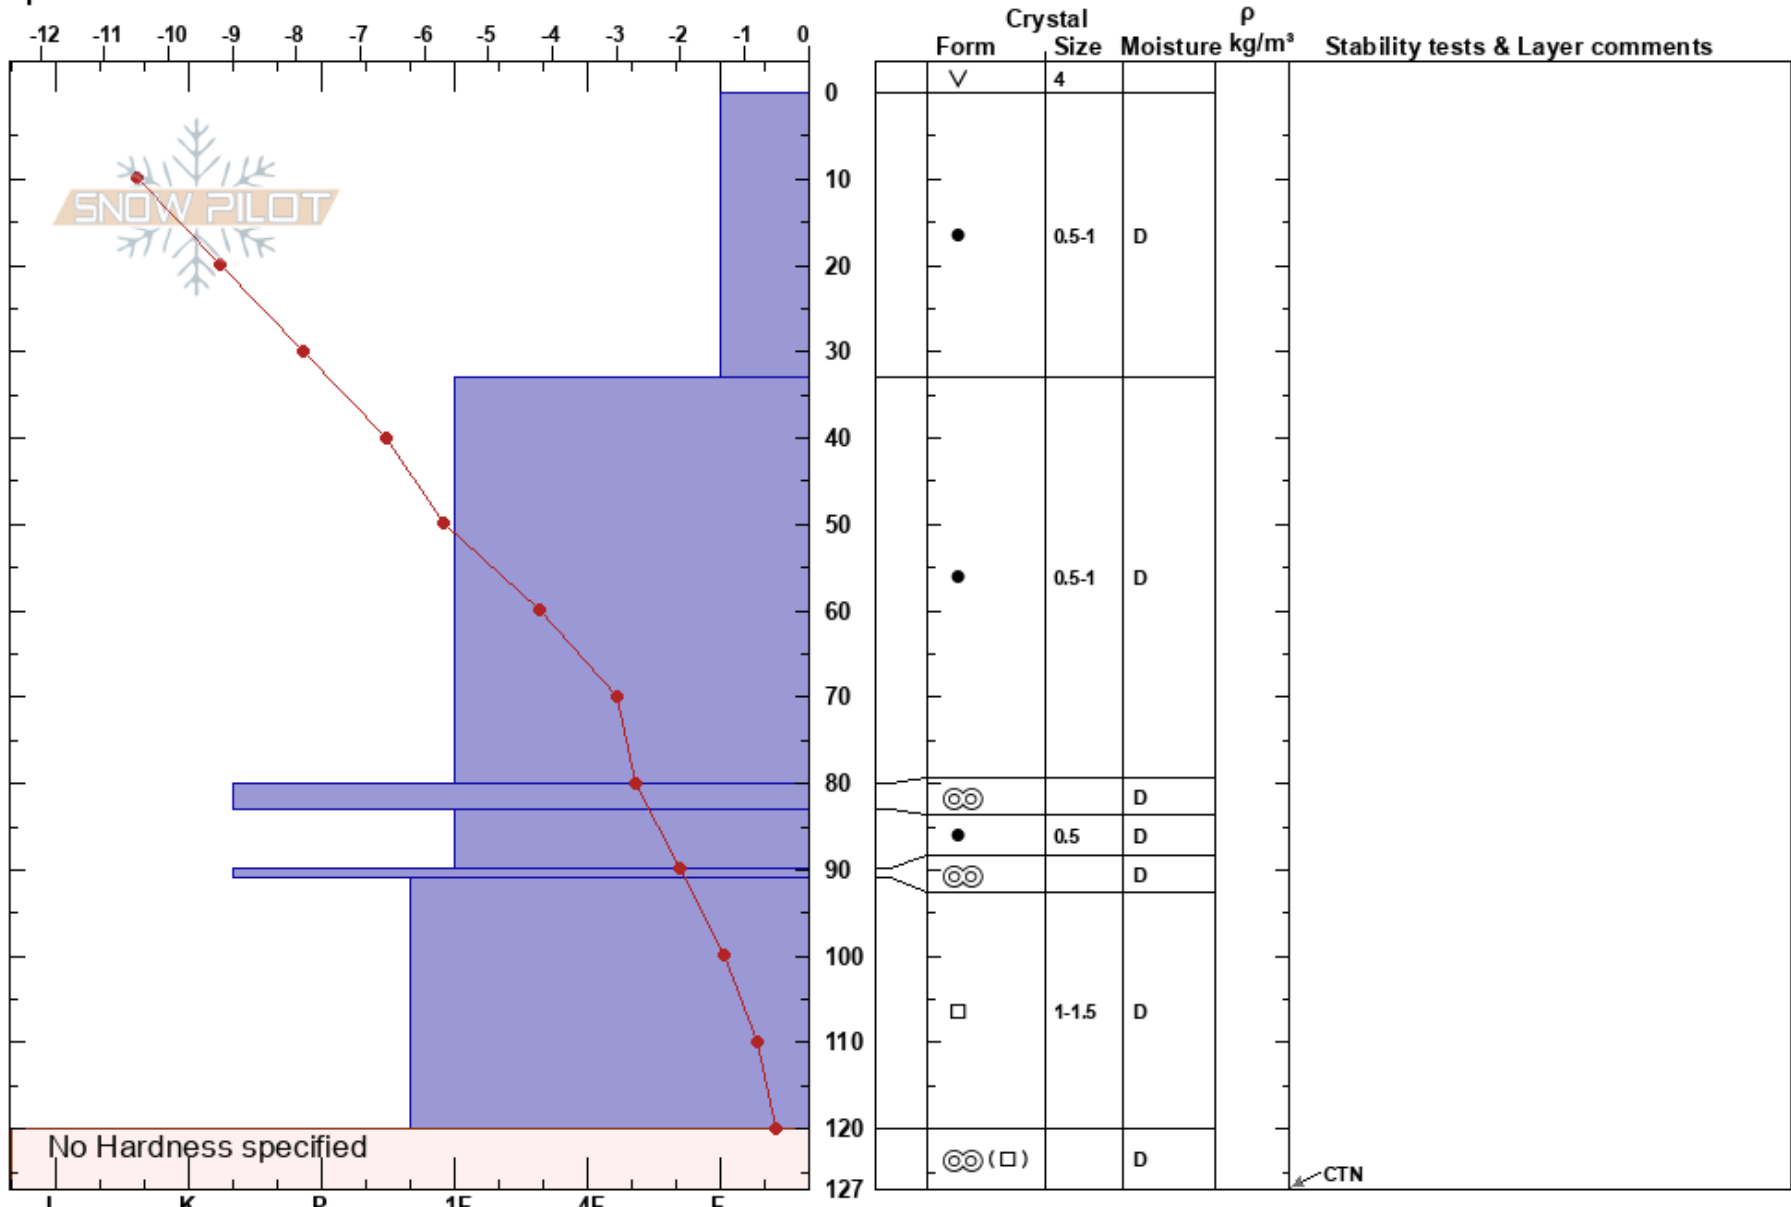 -12 -11 -10 -9 -8 -7 -6 -5 -4 -3 -2 -1 0
Crystal ρ
Form Size Moisture kg/m³ Stability tests & Layer comments
4
0
10
SNOW PILOT
0.5-1 D
20
30
40
50
0.5-1 D
60
70
80
D
0.5 D
90
D
100
1-1.5 D
110
120
No Hardness specified
( ) D
CTN
127
I K P 1F 4F F